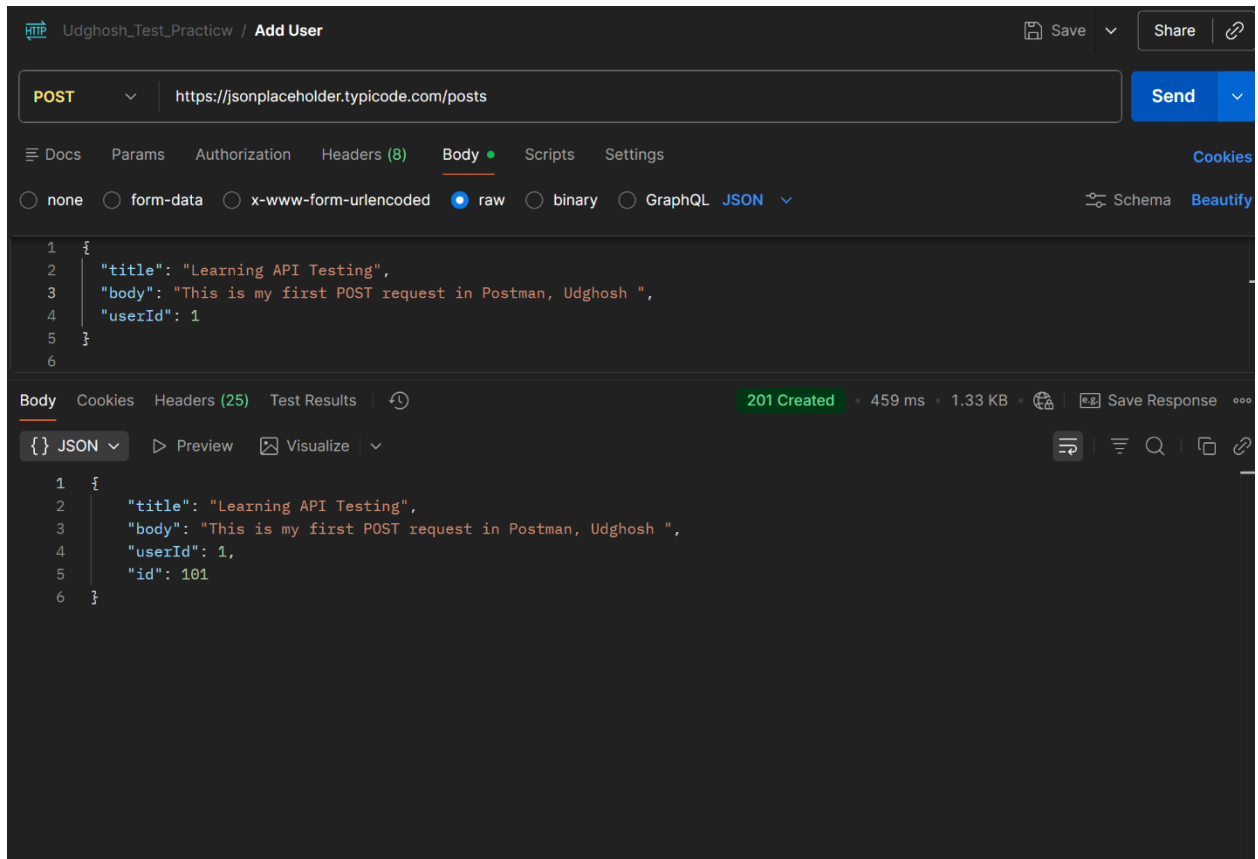 HTTP Udghosh_Test_Practicw / Add User Save Share
POST https://jsonplaceholder.typicode.com/posts Send
Docs Params Authorization Headers (8) Body Scripts Settings Cookies
none form-data x-www-form-urlencoded raw binary GraphQL JSON Schema Beautify
1 {
2 "title": "Learning API Testing",
3 "body": "This is my first POST request in Postman, Udghosh ",
4 "userId": 1
5 }
6
Body Cookies Headers (25) Test Results 201 Created 459 ms 1.33 KB e.g. Save Response
{} JSON Preview Visualize
1 {
2 "title": "Learning API Testing",
3 "body": "This is my first POST request in Postman, Udghosh ",
4 "userId": 1,
5 "id": 101
6 }